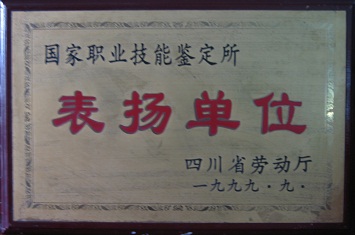 国家职业技能鉴定所
表扬单位
四川省劳动厅
一九九九·九·